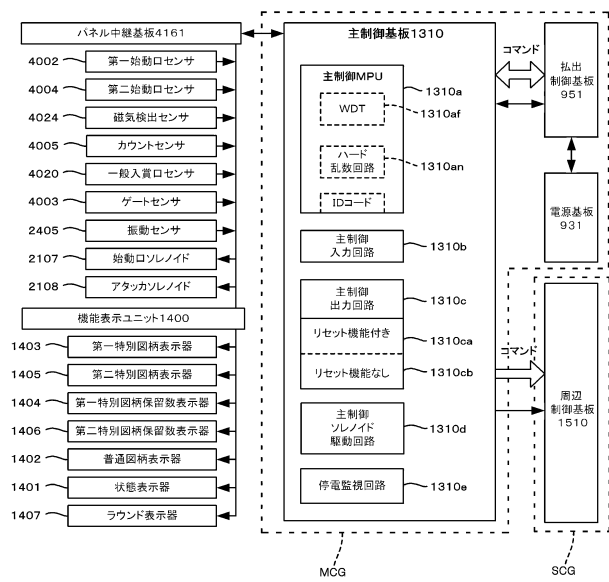 パネル中継基板4161
4002 第一始動口センサ
4004 第二始動口センサ
4024 磁気検出センサ
4005 カウントセンサ
4020 一般入賞口センサ
4003 ゲートセンサ
2405 振動センサ
2107 始動口ソレノイド
2108 アタッカソレノイド
機能表示ユニット1400
1403 第一特別図柄表示器
1405 第二特別図柄表示器
1404 第一特別図柄保留数表示器
1406 第二特別図柄保留数表示器
1402 普通図柄表示器
1401 状態表示器
1407 ラウンド表示器
主制御基板1310
主制御MPU
1310a
WDT
1310af
ハード
乱数回路
1310an
IDコード
主制御
入力回路
1310b
主制御
出力回路
1310c
リセット機能付き
1310ca
リセット機能なし
1310cb
主制御
ソレノイド
駆動回路
1310d
停電監視回路
1310e
コマンド
払出
制御基板
951
電源基板
931
コマンド
周辺
制御基板
1510
MCG
SCG